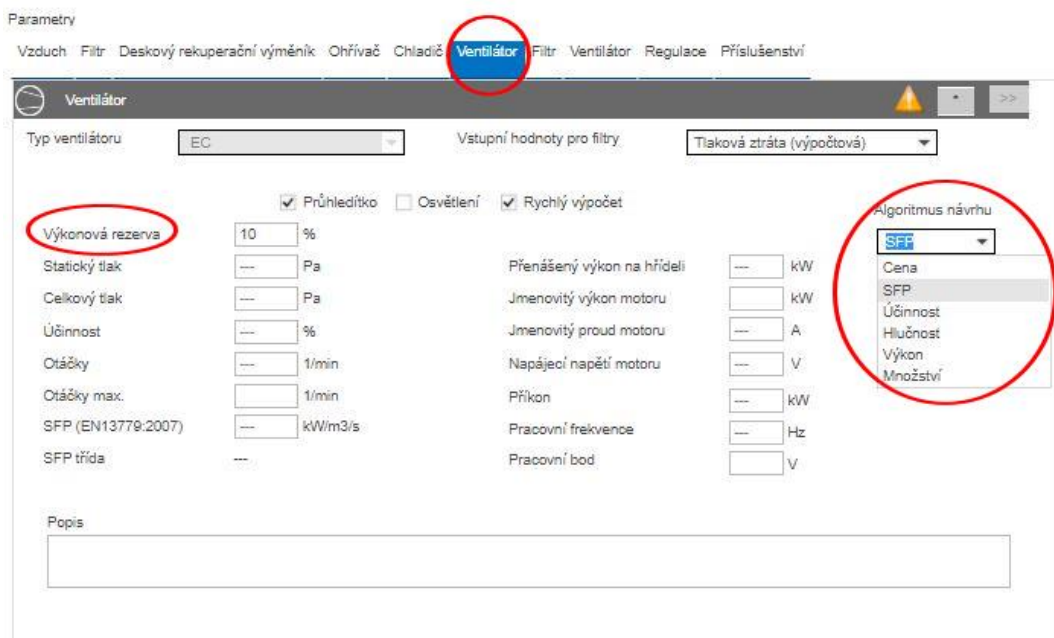 Parametry
Vzduch Filtr Deskový rekuperační výměník Ohřívač Chladič Ventilátor Filtr Ventilátor Regulace Příslušenství
Ventilátor >>
Typ ventilátoru EC Vstupní hodnoty pro filtry Tlaková ztráta (výpočtová)
Průhledítko Osvětlení Rychlý výpočet
Algoritmus návrhu
Výkonová rezerva 10 %
SFP
Statický tlak --- Pa Přenášený výkon na hřídeli --- kW
Cena
SFP
Celkový tlak --- Pa Jmenovitý výkon motoru kW
Účinnost
Účinnost --- % Jmenovitý proud motoru --- A
Hlučnost
Výkon
Otáčky --- 1/min Napájecí napětí motoru --- V
Množství
Otáčky max. 1/min Příkon --- kW
SFP (EN13779:2007) --- kW/m3/s Pracovní frekvence --- Hz
SFP třída --- Pracovní bod V
Popis